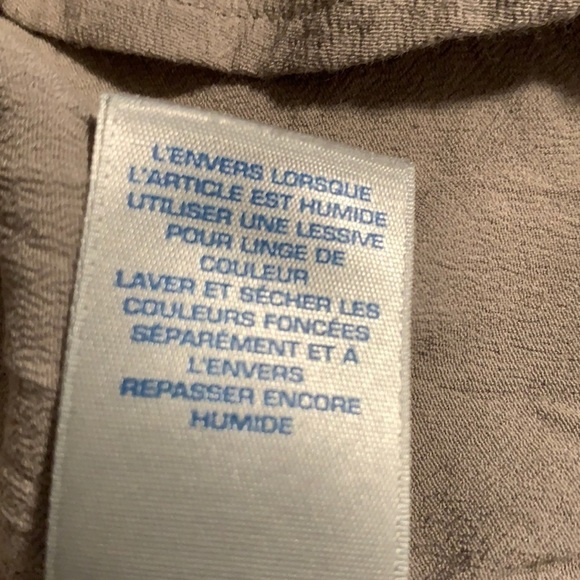 L'ENVERS LORSQUE
L'ARTICLE EST HUMIDE
UTILISER UNE LESSIVE
POUR LINGE DE
COULEUR
LAVER ET SÉCHER LES
COULEURS FONCÉES
SÉPARÉMENT ET À
L'ENVERS
REPASSER ENCORE
HUMIDE